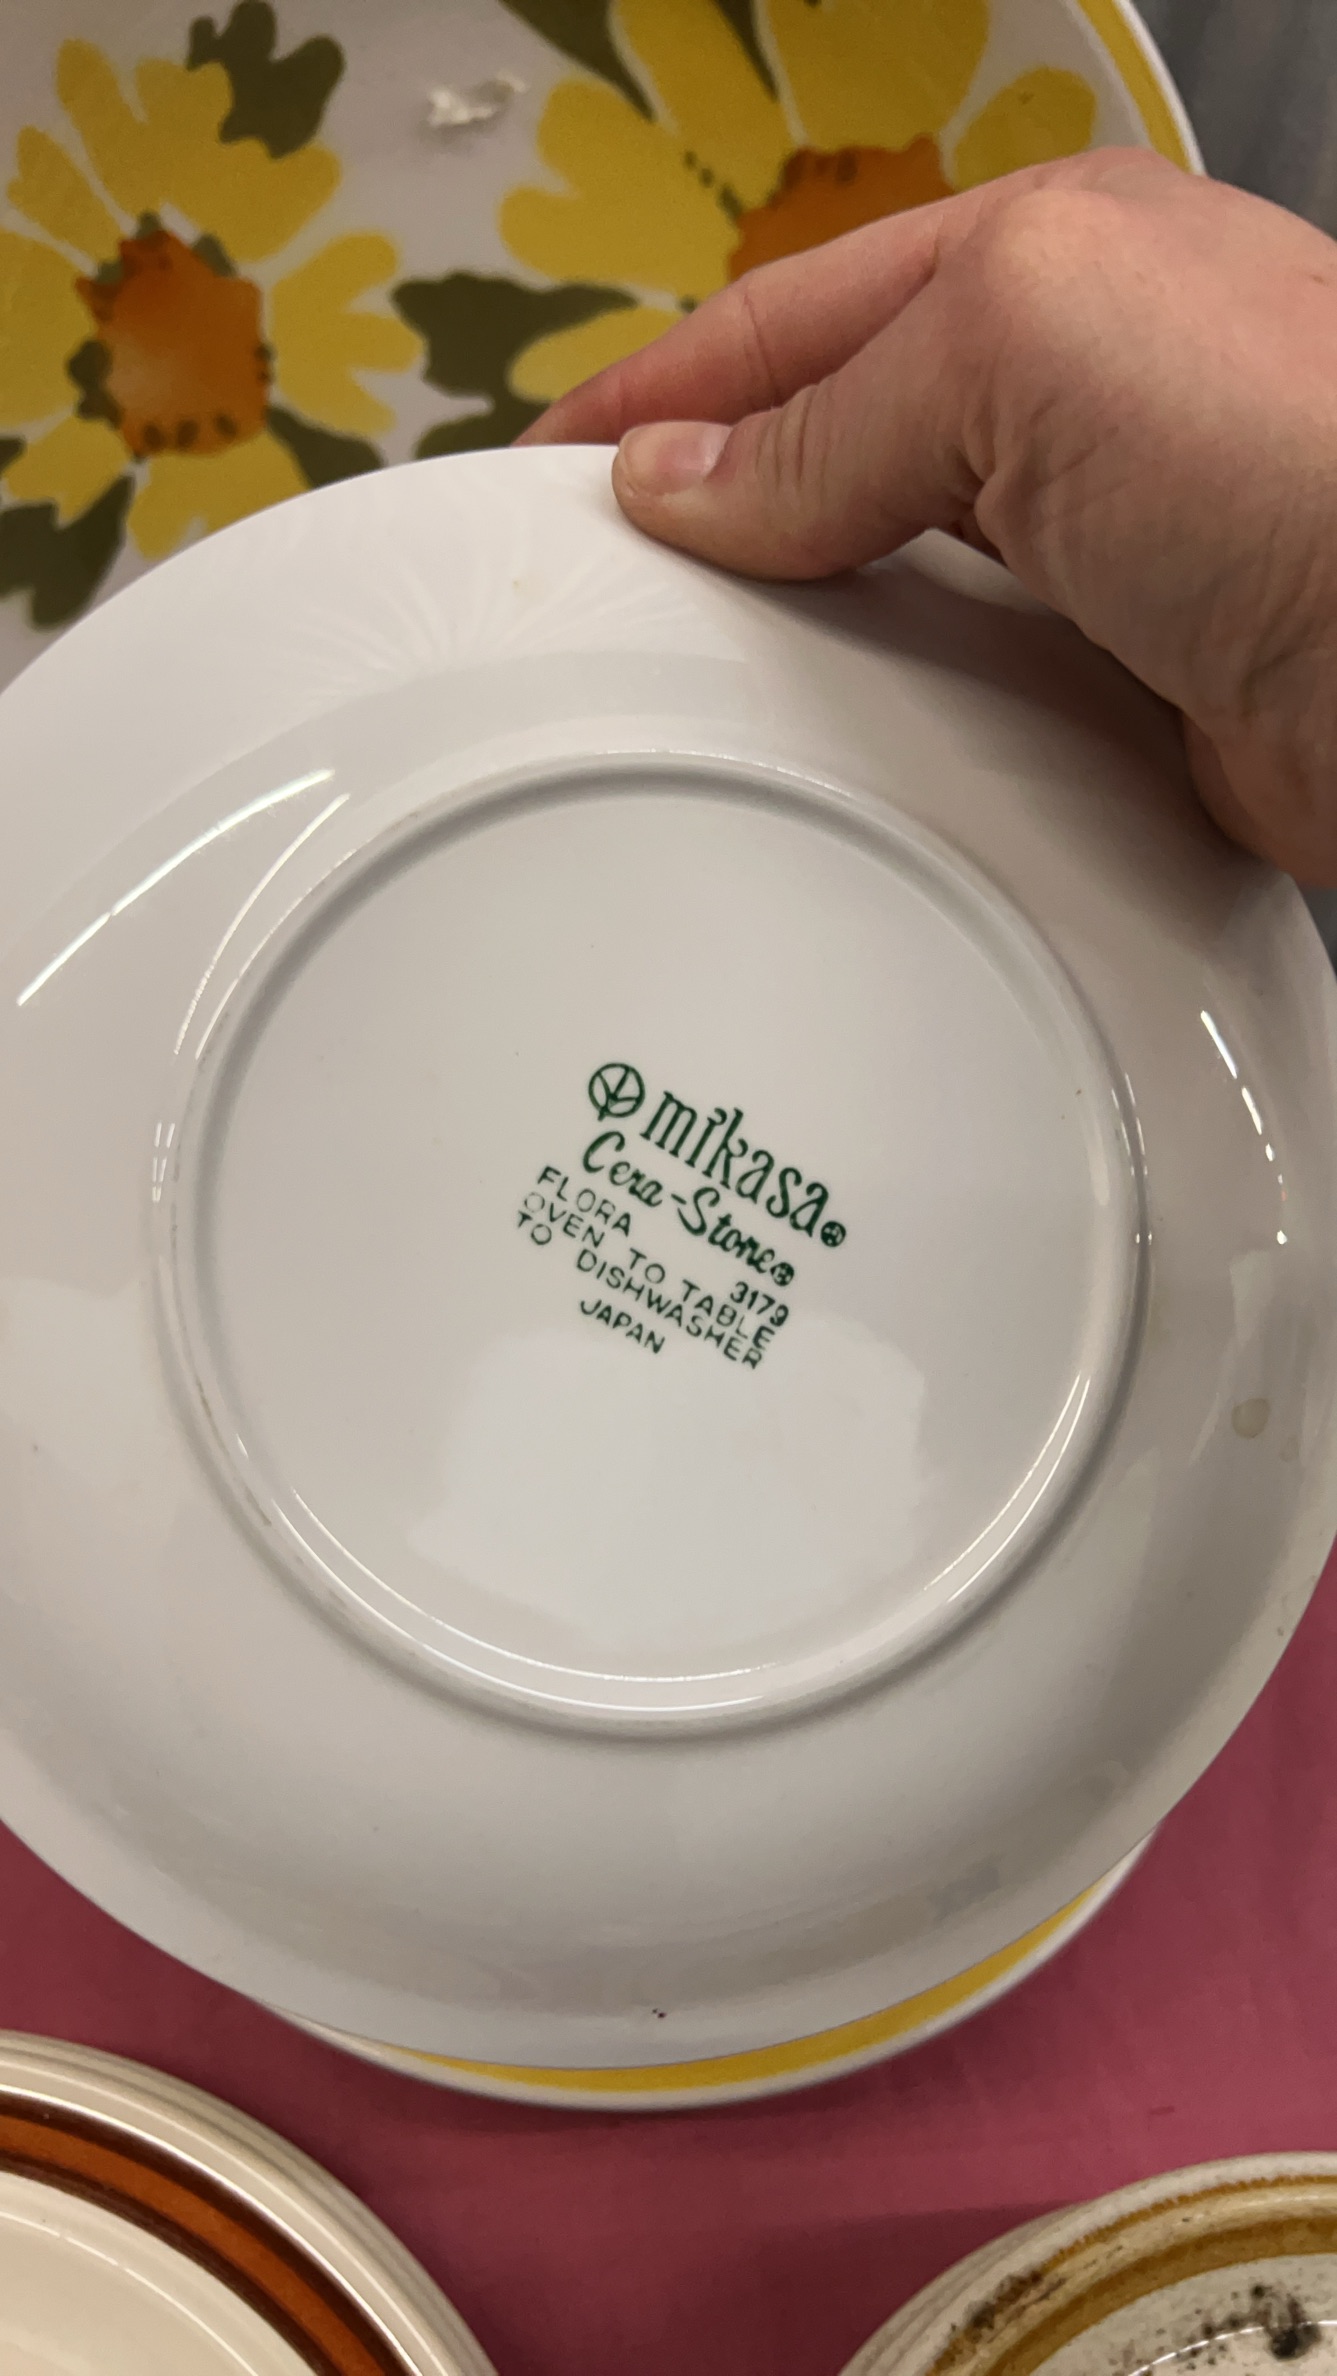 mikasa®
Cera-Stone®
FLORA 3179
OVEN TO TABLE
TO DISHWASHER
JAPAN